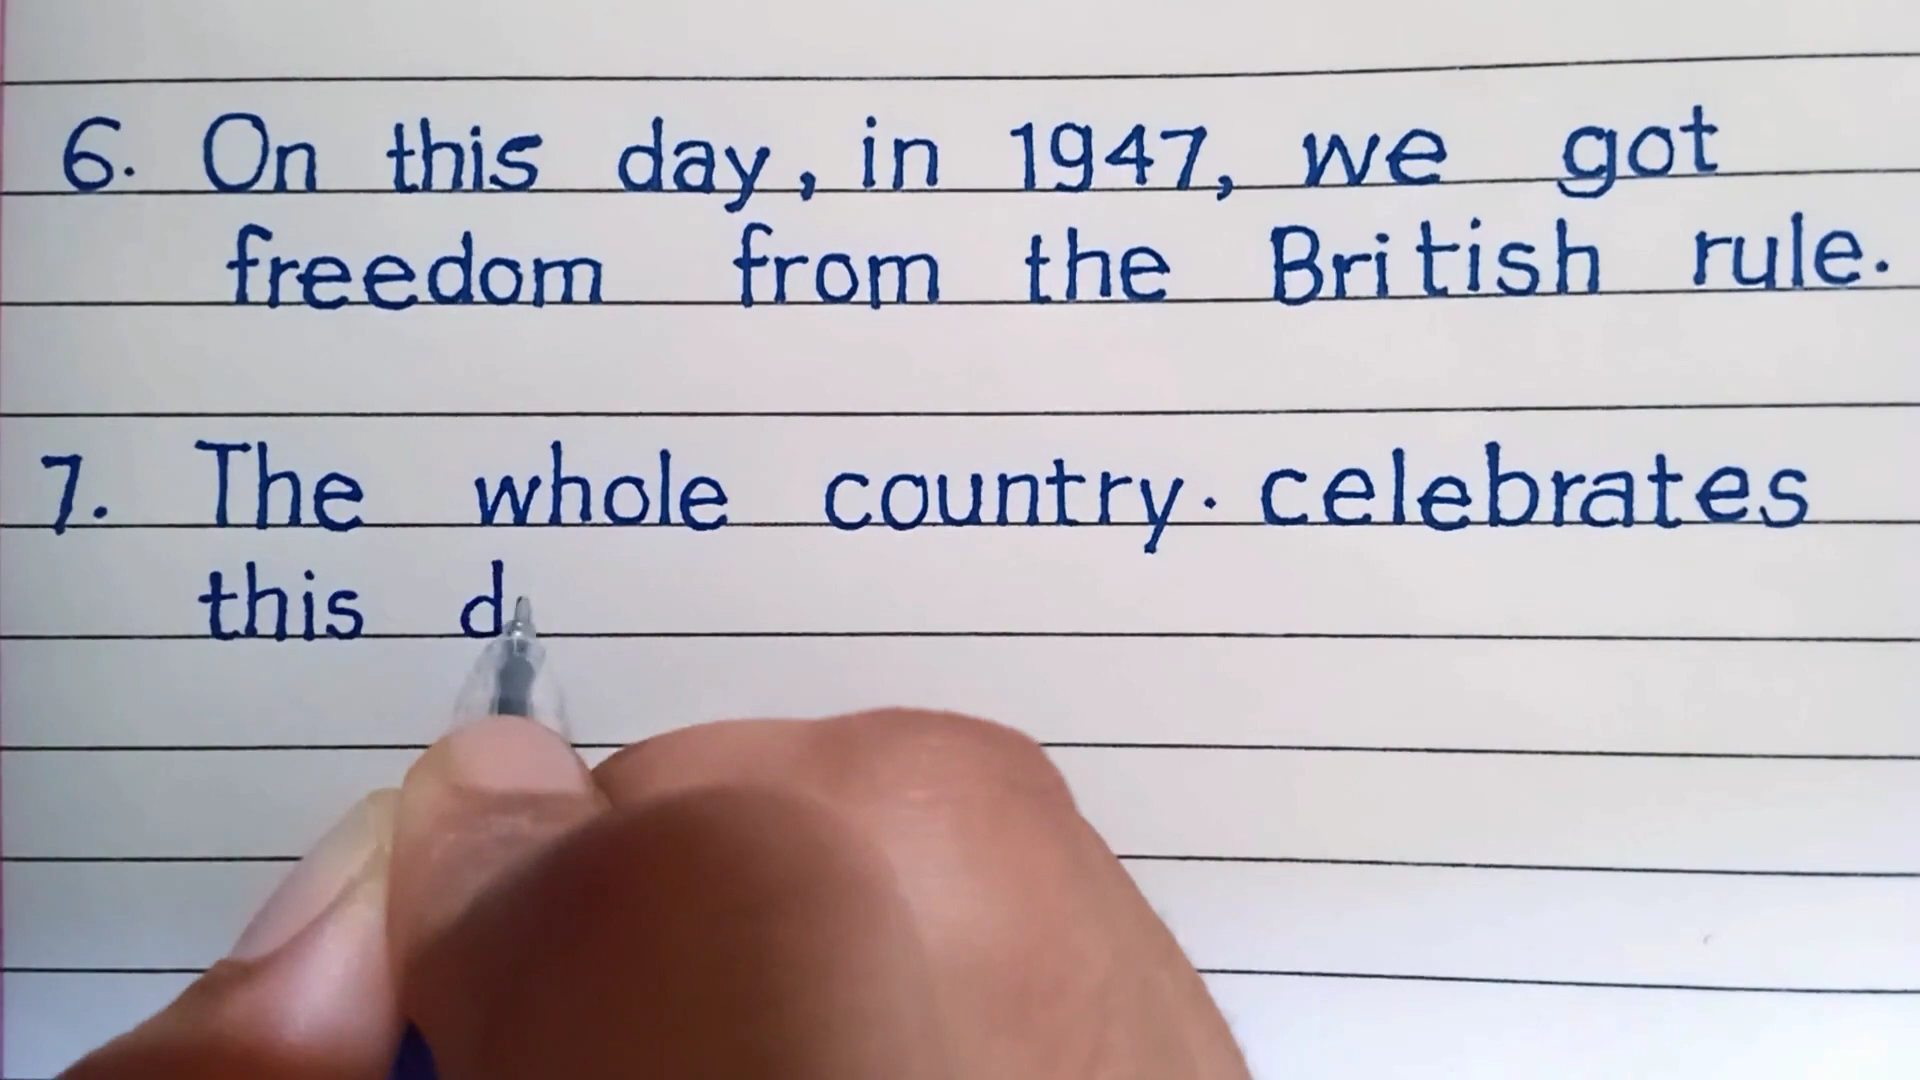 6. On this day, in 1947, we got
freedom from the British rule.
7. The whole country. celebrates
this d